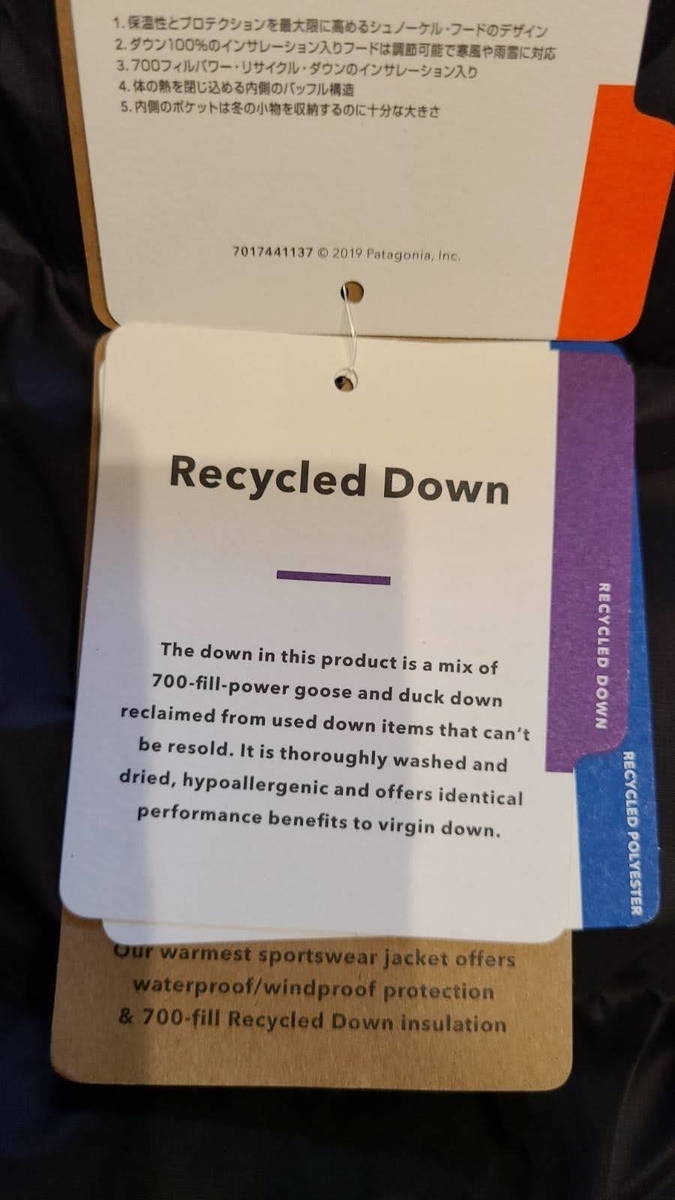 1. 保温性とプロテクションを最大限に高めるシュノーケル・フードのデザイン
2. ダウン100%のインサレーション入りフードは調節可能で寒風や雨雪に対応
3. 700フィルパワー・リサイクル・ダウンのインサレーション入り
4. 体の熱を閉じ込める内側のバッフル構造
5. 内側のポケットは冬の小物を収納するのに十分な大きさ
7017441137 © 2019 Patagonia, Inc.
Recycled Down
The down in this product is a mix of
700-fill-power goose and duck down
reclaimed from used down items that can't
be resold. It is thoroughly washed and
dried, hypoallergenic and offers identical
performance benefits to virgin down.
RECYCLED DOWN
RECYCLED POLYESTER
Our warmest sportswear jacket offers
waterproof/windproof protection
& 700-fill Recycled Down insulation